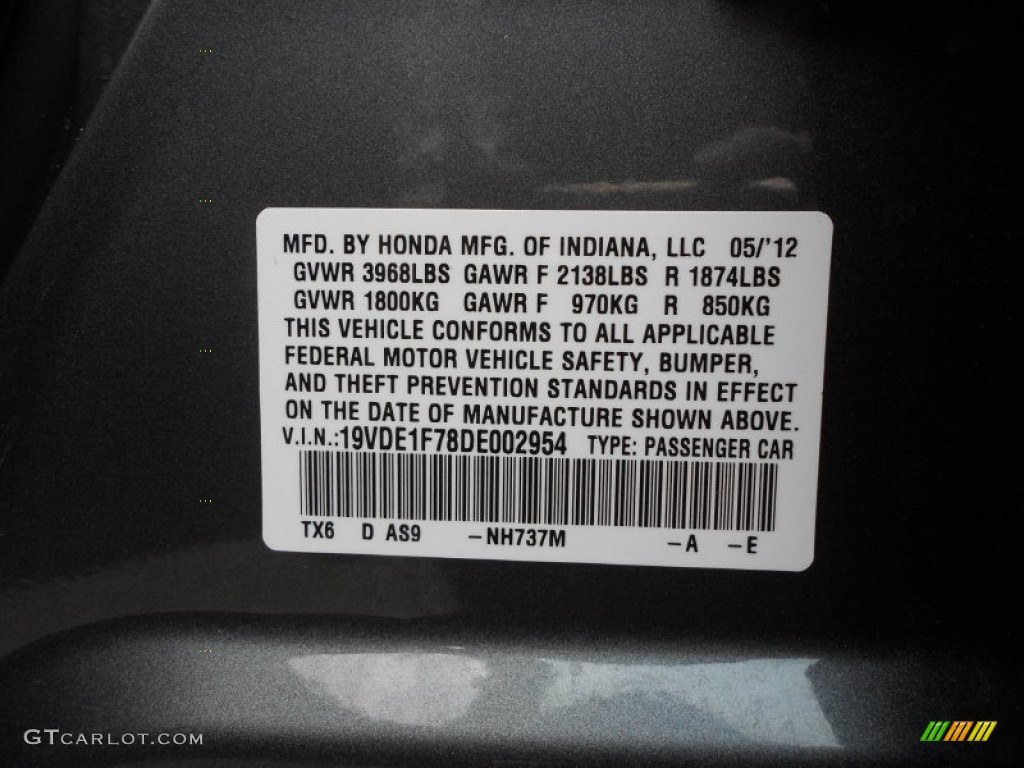 MFD. BY HONDA MFG. OF INDIANA, LLC 05/'12
GVWR 3968LBS GAWR F 2138LBS R 1874LBS
GVWR 1800KG GAWR F 970KG R 850KG
THIS VEHICLE CONFORMS TO ALL APPLICABLE
FEDERAL MOTOR VEHICLE SAFETY, BUMPER,
AND THEFT PREVENTION STANDARDS IN EFFECT
ON THE DATE OF MANUFACTURE SHOWN ABOVE.
V.I.N.:19VDE1F78DE002954 TYPE: PASSENGER CAR
TX6 D AS9 –NH737M –A –E
GTCARLOT.COM